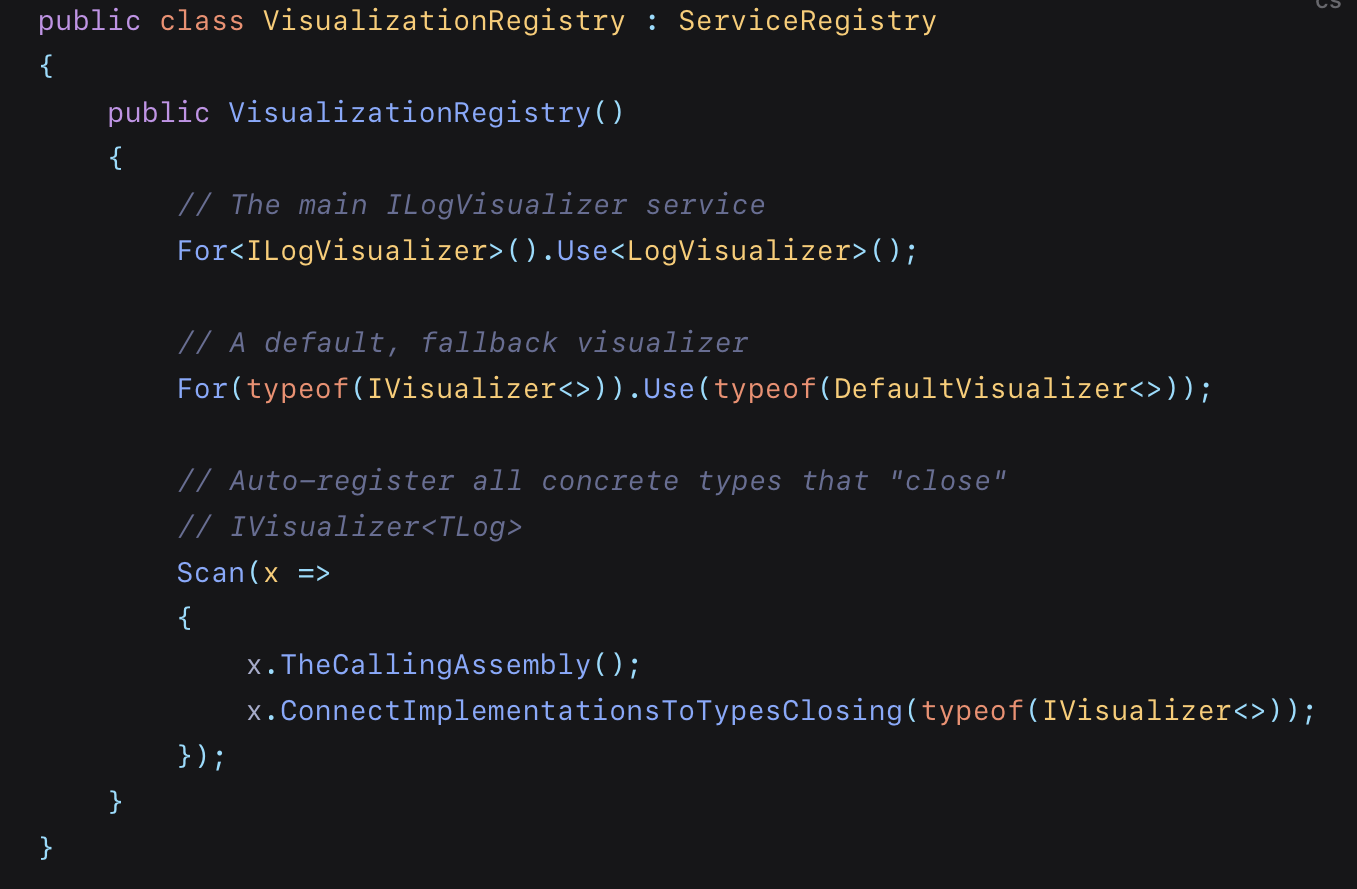 cs
public class VisualizationRegistry : ServiceRegistry
{
    public VisualizationRegistry()
    {
        // The main ILogVisualizer service
        For<ILogVisualizer>().Use<LogVisualizer>();

        // A default, fallback visualizer
        For(typeof(IVisualizer<>)).Use(typeof(DefaultVisualizer<>));

        // Auto-register all concrete types that "close"
        // IVisualizer<TLog>
        Scan(x =>
        {
            x.TheCallingAssembly();
            x.ConnectImplementationsToTypesClosing(typeof(IVisualizer<>));
        });
    }
}